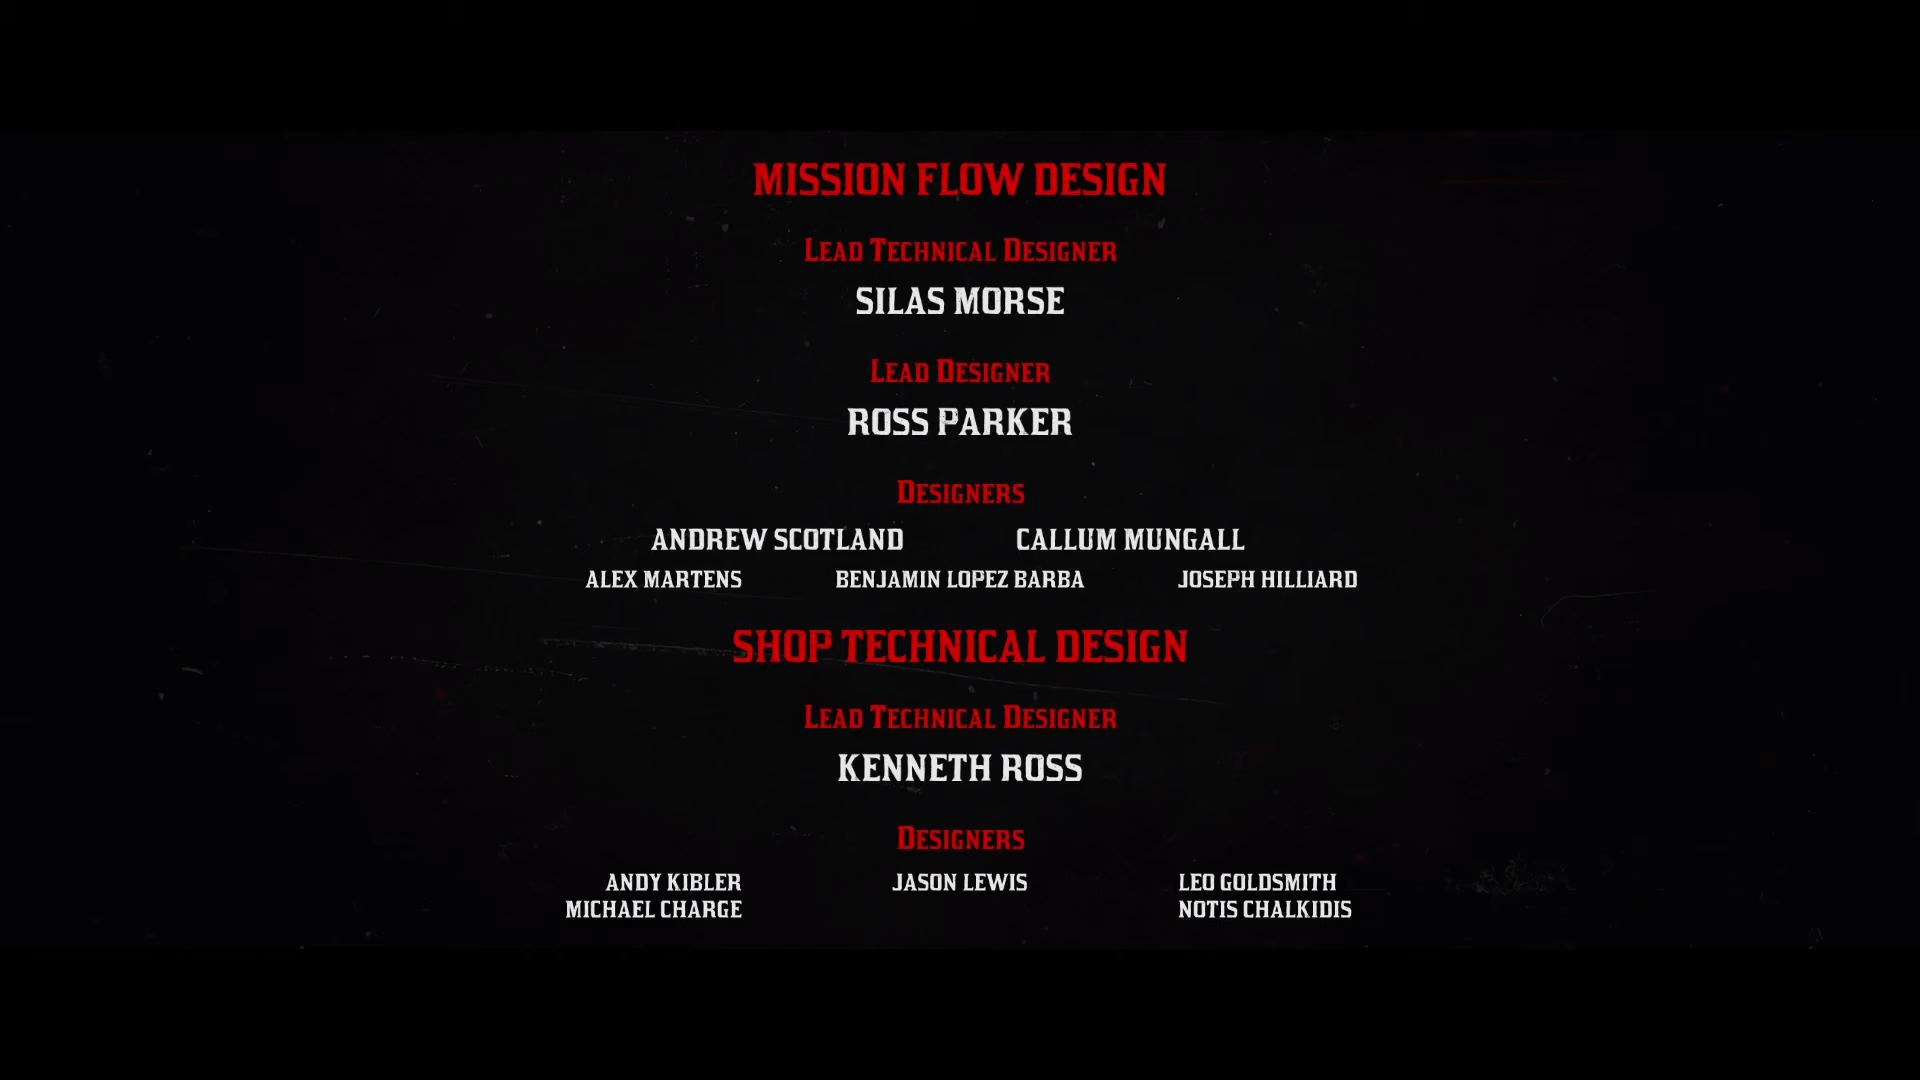 MISSION FLOW DESIGN
LEAD TECHNICAL DESIGNER
SILAS MORSE
LEAD DESIGNER
ROSS PARKER
DESIGNERS
ANDREW SCOTLAND CALLUM MUNGALL
ALEX MARTENS BENJAMIN LOPEZ BARBA JOSEPH HILLIARD
SHOP TECHNICAL DESIGN
LEAD TECHNICAL DESIGNER
KENNETH ROSS
DESIGNERS
ANDY KIBLER JASON LEWIS LEO GOLDSMITH
MICHAEL CHARGE NOTIS CHALKIDIS